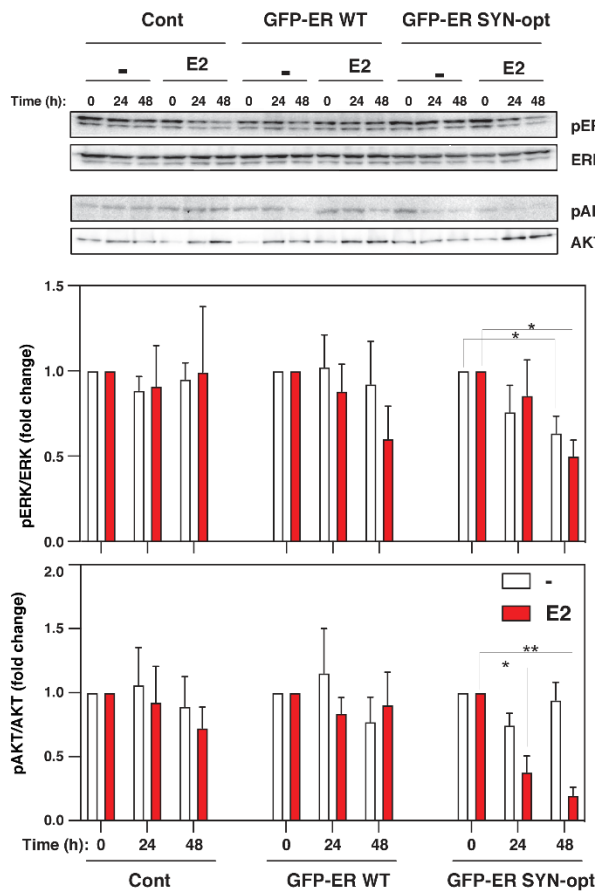 Cont GFP-ER WT GFP-ER SYN-opt
- E2 - E2 - E2
Time (h): 0 24 48 0 24 48 0 24 48 0 24 48 0 24 48 0 24 48
pER
ER
pAK
AKT
1.5
1.0
0.5
0.0
pERK/ERK (fold change)
* *
2.0
1.5
1.0
0.5
0.0
pAKT/AKT (fold change)
-
E2
* **
Time (h): 0 24 48 0 24 48 0 24 48
Cont GFP-ER WT GFP-ER SYN-opt